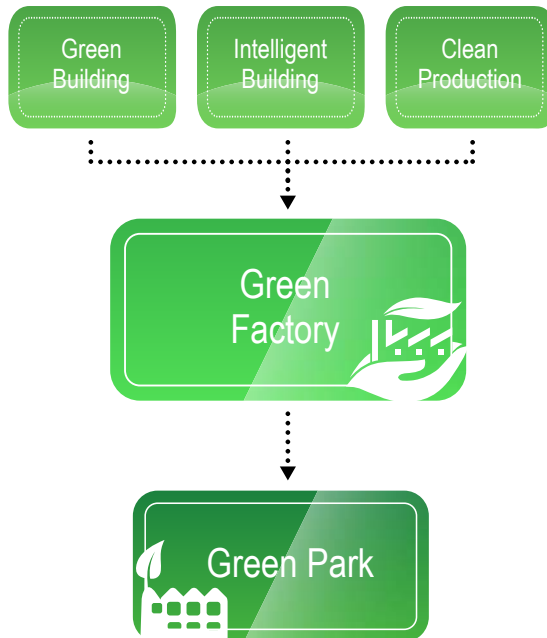 Green
Building
Intelligent
Building
Clean
Production
Green
Factory
Green Park